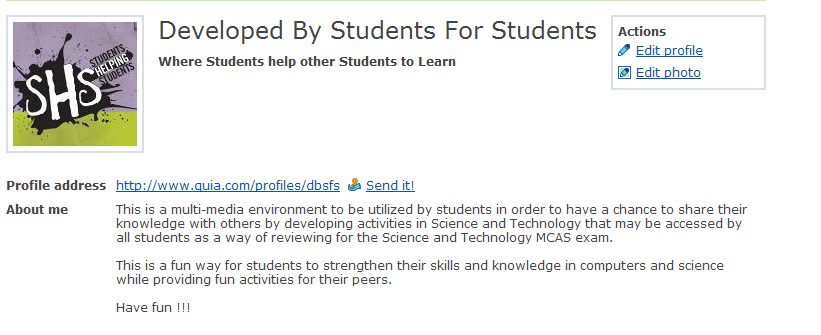 Developed By Students For Students
Where Students help other Students to Learn
Actions
Edit profile
Edit photo
STUDENTS
HELPING
STUDENTS
SHS
Profile address http://www.quia.com/profiles/dbsfs Send it!
About me This is a multi-media environment to be utilized by students in order to have a chance to share their
knowledge with others by developing activities in Science and Technology that may be accessed by
all students as a way of reviewing for the Science and Technology MCAS exam.
This is a fun way for students to strengthen their skills and knowledge in computers and science
while providing fun activities for their peers.
Have fun !!!